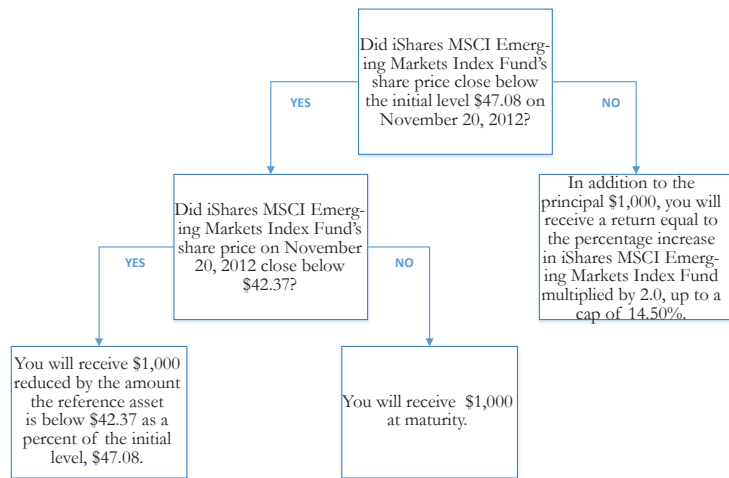 Did iShares MSCI Emerg-
ing Markets Index Fund's
share price close below
the initial level $47.08 on
November 20, 2012?
YES
NO
Did iShares MSCI Emerg-
ing Markets Index Fund's
share price on November
20, 2012 close below
$42.37?
In addition to the
principal $1,000, you will
receive a return equal to
the percentage increase
in iShares MSCI Emerg-
ing Markets Index Fund
multiplied by 2.0, up to a
cap of 14.50%.
YES
NO
You will receive $1,000
reduced by the amount
the reference asset
is below $42.37 as a
percent of the initial
level, $47.08.
You will receive $1,000
at maturity.